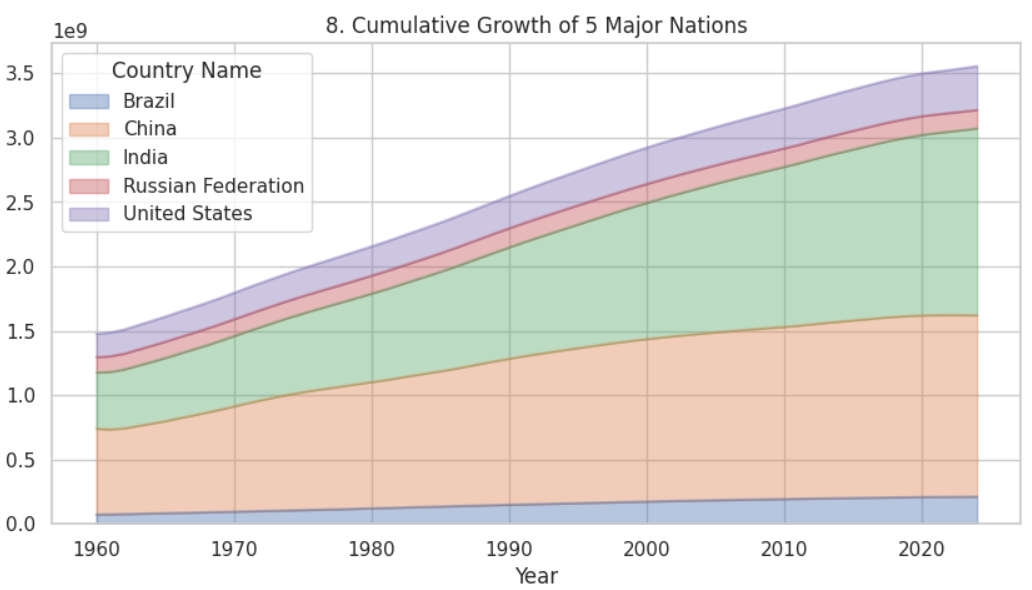 8. Cumulative Growth of 5 Major Nations
1e9
3.5
3.0
2.5
2.0
1.5
1.0
0.5
0.0
Country Name
Brazil
China
India
Russian Federation
United States
1960 1970 1980 1990 2000 2010 2020
Year